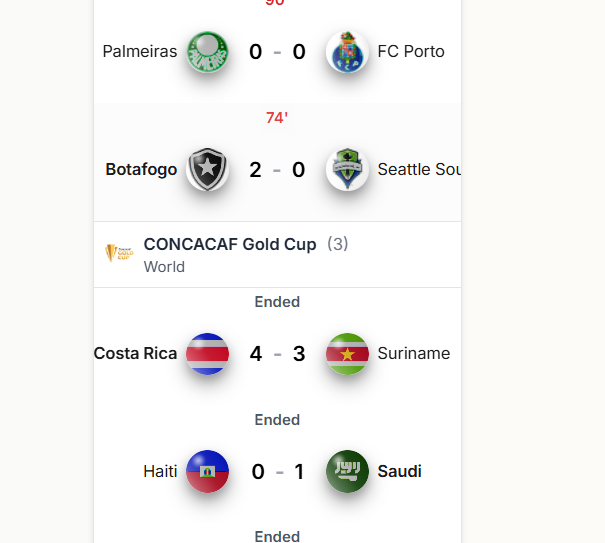 90'
Palmeiras 0 - 0 FC Porto
74'
Botafogo 2 - 0 Seattle Sou
CONCACAF Gold Cup (3)
World
Ended
Costa Rica 4 - 3 Suriname
Ended
Haiti 0 - 1 Saudi
Ended